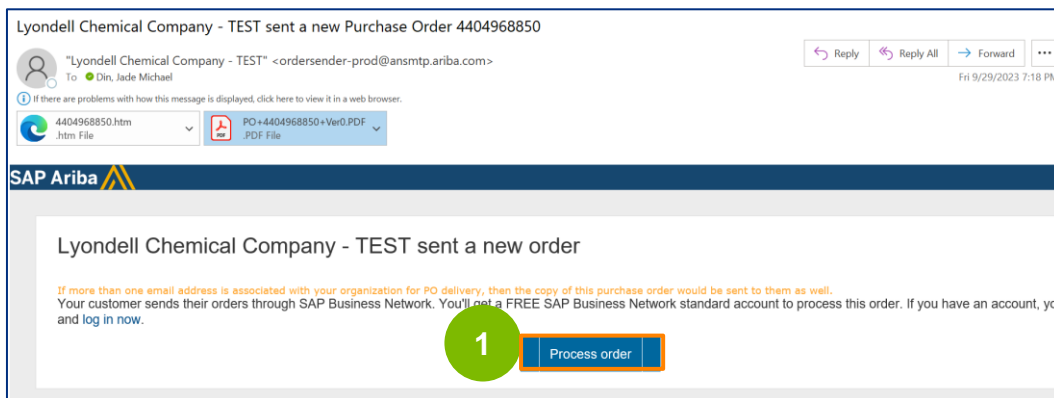 Lyondell Chemical Company - TEST sent a new Purchase Order 4404968850
"Lyondell Chemical Company - TEST" <ordersender-prod@ansmtp.ariba.com>
To Din, Jade Michael
Reply
Reply All
Forward
Fri 9/29/2023 7:18 PM
If there are problems with how this message is displayed, click here to view it in a web browser.
4404968850.htm
.htm File
PDF
PO+4404968850+Ver0.PDF
.PDF File
SAP Ariba
Lyondell Chemical Company - TEST sent a new order
If more than one email address is associated with your organization for PO delivery, then the copy of this purchase order would be sent to them as well.
Your customer sends their orders through SAP Business Network. You'll get a FREE SAP Business Network standard account to process this order. If you have an account, yo
and log in now.
1
Process order